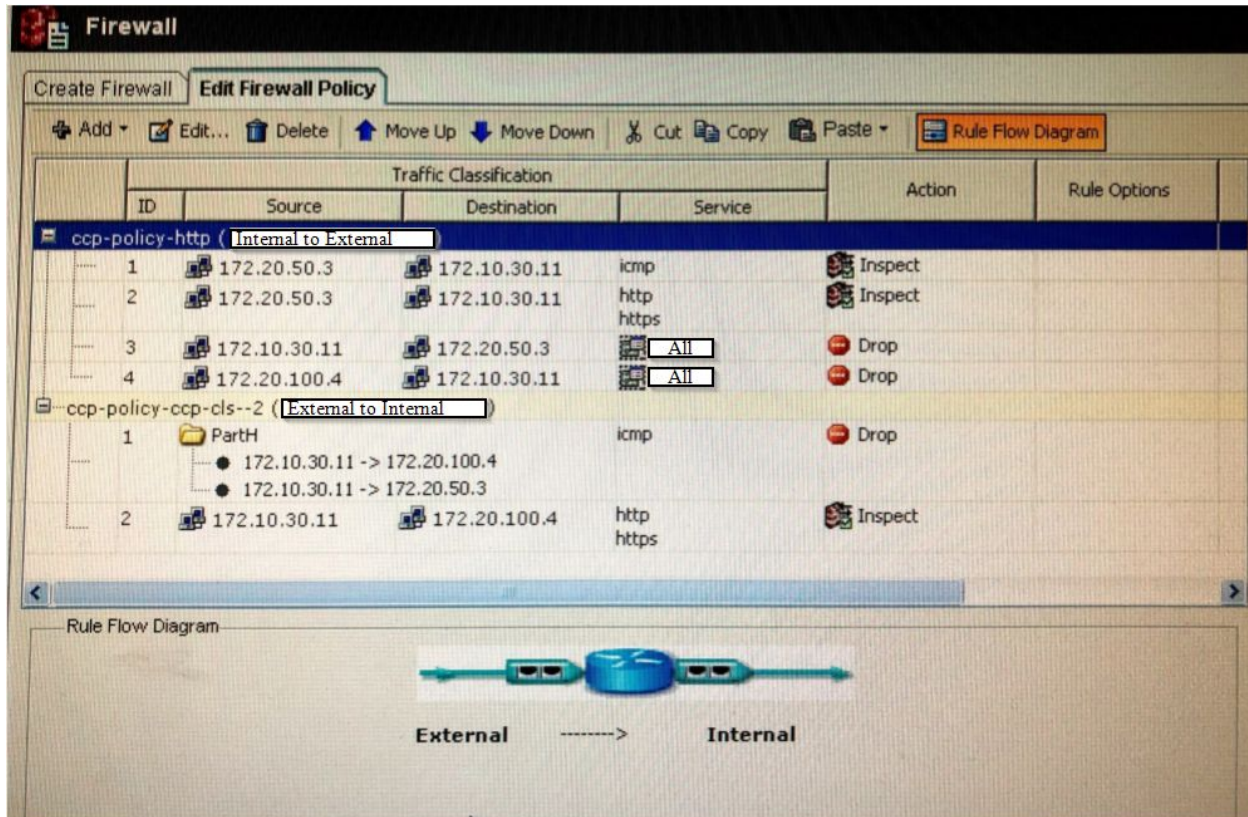 Firewall
Create Firewall Edit Firewall Policy
Add Edit... Delete Move Up Move Down Cut Copy Paste Rule Flow Diagram
Traffic Classification Action Rule Options
ID Source Destination Service
ccp-policy-http ( Internal to External )
1 172.20.50.3 172.10.30.11 icmp Inspect
2 172.20.50.3 172.10.30.11 http Inspect
https
3 172.10.30.11 172.20.50.3 All Drop
4 172.20.100.4 172.10.30.11 All Drop
ccp-policy-ccp-cls--2 ( External to Internal )
1 PartH icmp Drop
172.10.30.11 -> 172.20.100.4
172.10.30.11 -> 172.20.50.3
2 172.10.30.11 172.20.100.4 http Inspect
https
Rule Flow Diagram
External --------> Internal